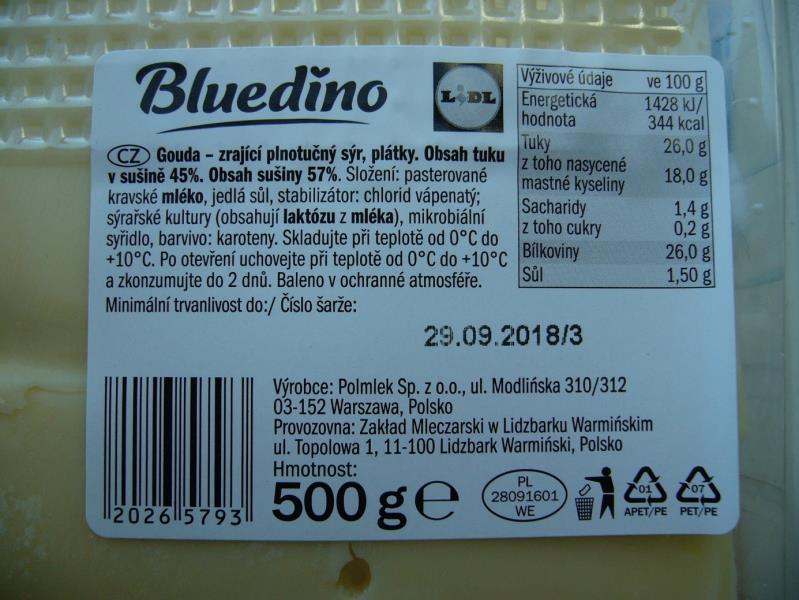 Bluedino
LIDL
CZ Gouda – zrající plnotučný sýr, plátky. Obsah tuku
v sušině 45%. Obsah sušiny 57%. Složení: pasterované
kravské mléko, jedlá sůl, stabilizátor: chlorid vápenatý;
sýrařské kultury (obsahují laktózu z mléka), mikrobiální
syřidlo, barvivo: karoteny. Skladujte při teplotě od 0°C do
+10°C. Po otevření uchovejte při teplotě od 0°C do +10°C
a zkonzumujte do 2 dnů. Baleno v ochranné atmosféře.
Minimální trvanlivost do:/ Číslo šarže:
29.09.2018/3
Výživové údaje ve 100 g
Energetická 1428 kJ/
hodnota 344 kcal
Tuky 26,0 g
z toho nasycené
mastné kyseliny 18,0 g
Sacharidy 1,4 g
z toho cukry 0,2 g
Bílkoviny 26,0 g
Sůl 1,50 g
Výrobce: Polmlek Sp. z o.o., ul. Modlińska 310/312
03-152 Warszawa, Polsko
Provozovna: Zakład Mleczarski w Lidzbarku Warmińskim
ul. Topolowa 1, 11-100 Lidzbark Warmiński, Polsko
Hmotnost:
500 g e
20265793
PL
28091601
WE
01
APET/PE
07
PET/PE